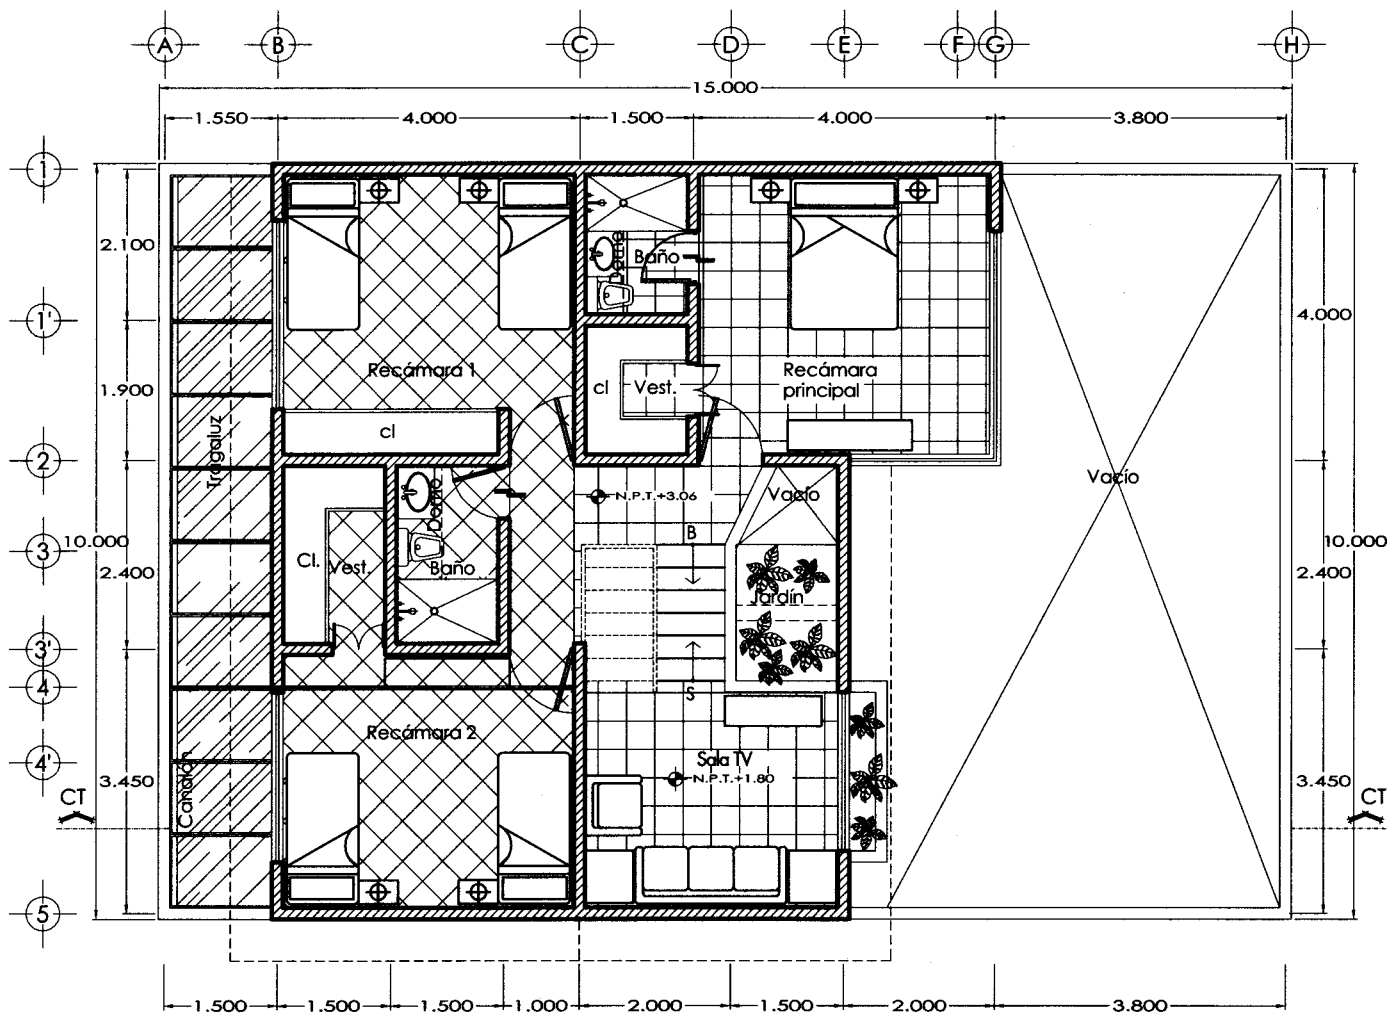 A B C D E F G H
15.000
1.550 4.000 1.500 4.000 3.800
1
2.100
Baño
Damo
1'
4.000
Recámara 1
Recámara
principal
cl Vest.
1.900
cl
Tragaluz
2
Vacío
Vacío
N.P.T.+3.06
Domo
B
3
10.000
10.000
Cl. Vest.
Baño
2.400
2.400
Jardín
3'
4
S
Recámara 2
4'
Sala TV
N.P.T.+1.80
3.450
3.450
Canalón
CT
CT
5
1.500 1.500 1.500 1.000 2.000 1.500 2.000 3.800